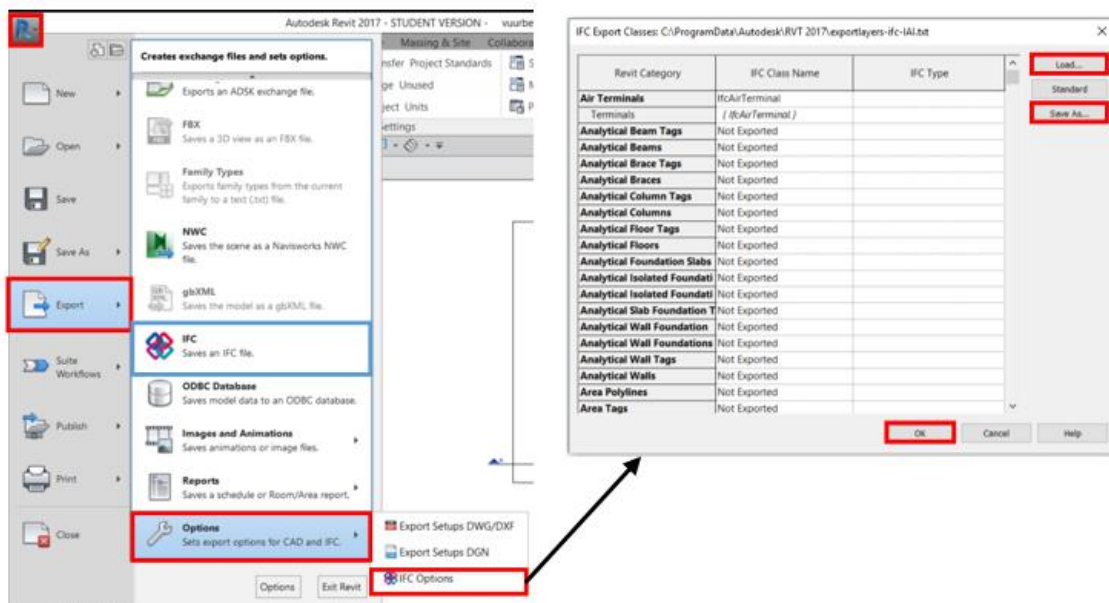 Autodesk Revit 2017 - STUDENT VERSION - vuurbe
Massing & Site Collabora
nsfer Project Standards
ge Unused
ject Units
ettings
Creates exchange files and sets options.
New
Open
Save
Save As
Export
Suite
Workflows
Publish
Print
Close
Exports an ADSK exchange file.
FBX
Saves a 3D view as an FBX file.
Family Types
Exports family types from the current
family to a text (.txt) file.
NWC
Saves the scene as a Navisworks NWC
file.
gbXML
Saves the model as a gbXML file.
IFC
Saves an IFC file.
ODBC Database
Saves model data to an ODBC database.
Images and Animations
Saves animations or image files.
Reports
Saves a schedule or Room/Area report.
Options
Sets export options for CAD and IFC.
Options Exit Revit
Export Setups DWG/DXF
Export Setups DGN
IFC Options
IFC Export Classes: C:\ProgramData\Autodesk\RVT 2017\exportlayers-ifc-IAI.txt
Revit Category IFC Class Name IFC Type
Air Terminals IfcAirTerminal
Terminals { IfcAirTerminal }
Analytical Beam Tags Not Exported
Analytical Beams Not Exported
Analytical Brace Tags Not Exported
Analytical Braces Not Exported
Analytical Column Tags Not Exported
Analytical Columns Not Exported
Analytical Floor Tags Not Exported
Analytical Floors Not Exported
Analytical Foundation Slabs Not Exported
Analytical Isolated Foundati Not Exported
Analytical Isolated Foundati Not Exported
Analytical Slab Foundation T Not Exported
Analytical Wall Foundation Not Exported
Analytical Wall Foundations Not Exported
Analytical Wall Tags Not Exported
Analytical Walls Not Exported
Area Polylines Not Exported
Area Tags Not Exported
Load...
Standard
Save As...
OK Cancel Help